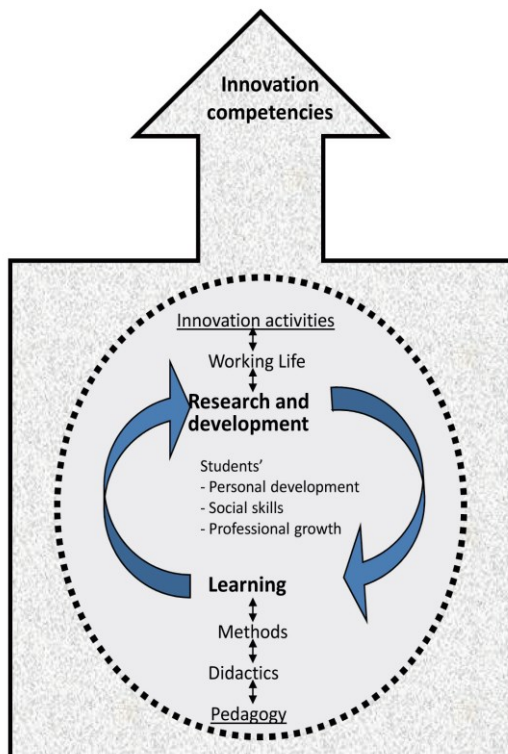 Innovation
competencies
Innovation activities
Working Life
Research and
development
Students’
- Personal development
- Social skills
- Professional growth
Learning
Methods
Didactics
Pedagogy